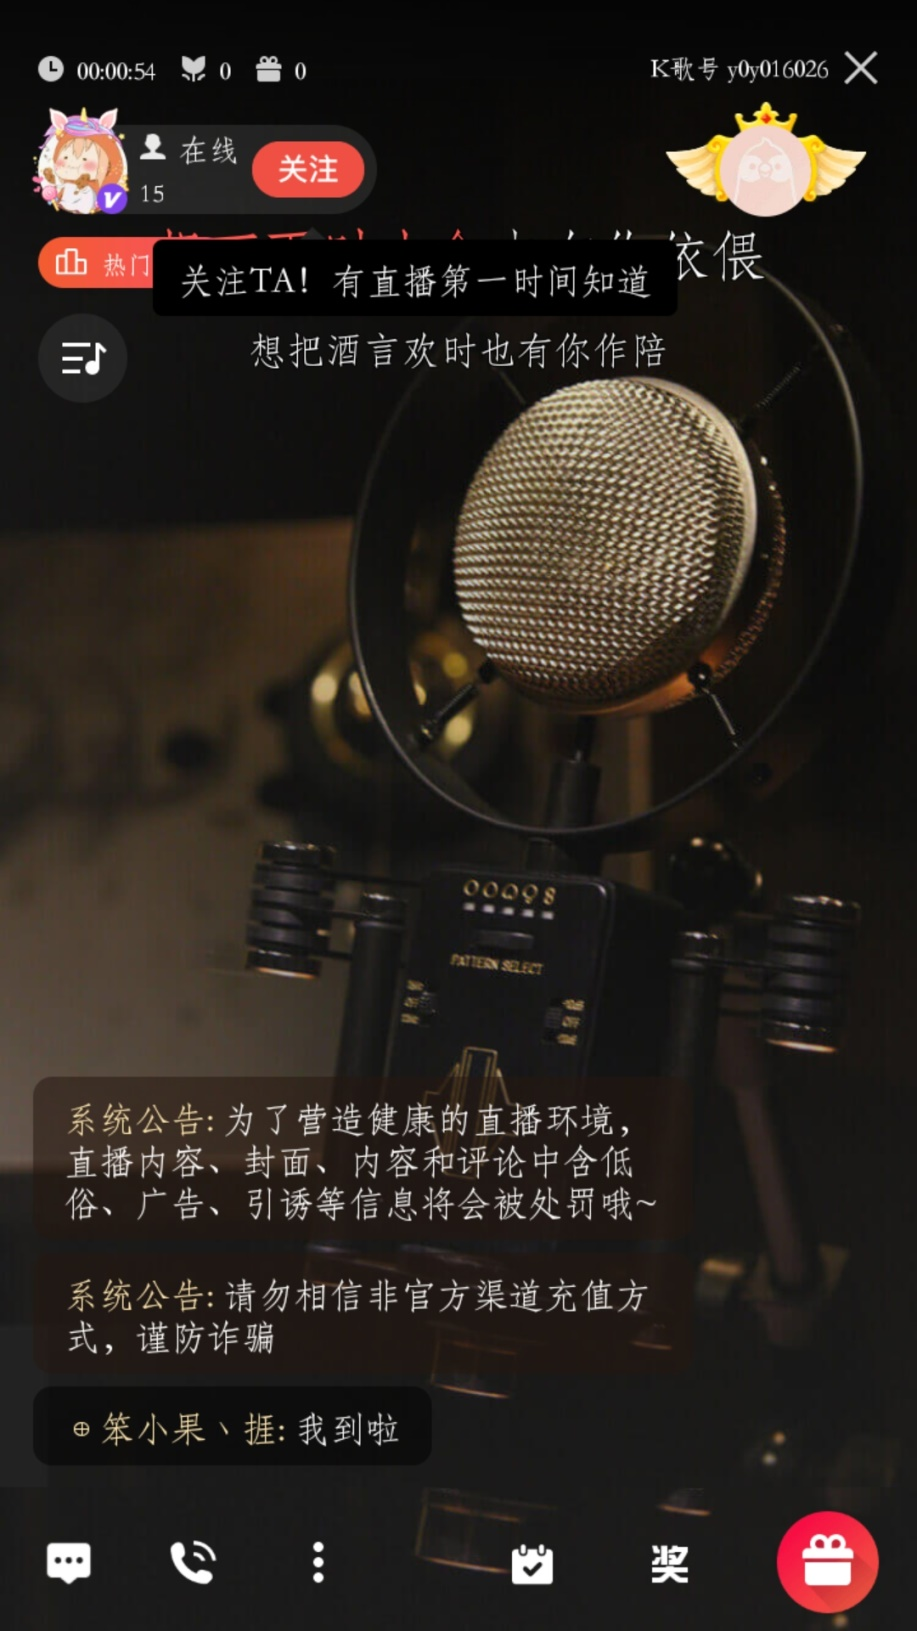 00:00:54 0 0
K歌号 y0y016026
在线
15
关注
热门
依偎
关注TA！有直播第一时间知道
想把酒言欢时也有你作陪
PATTERN SELECT
系统公告: 为了营造健康的直播环境，
直播内容、封面、内容和评论中含低
俗、广告、引诱等信息将会被处罚哦~
系统公告: 请勿相信非官方渠道充值方
式，谨防诈骗
笨小果丶捱: 我到啦
奖